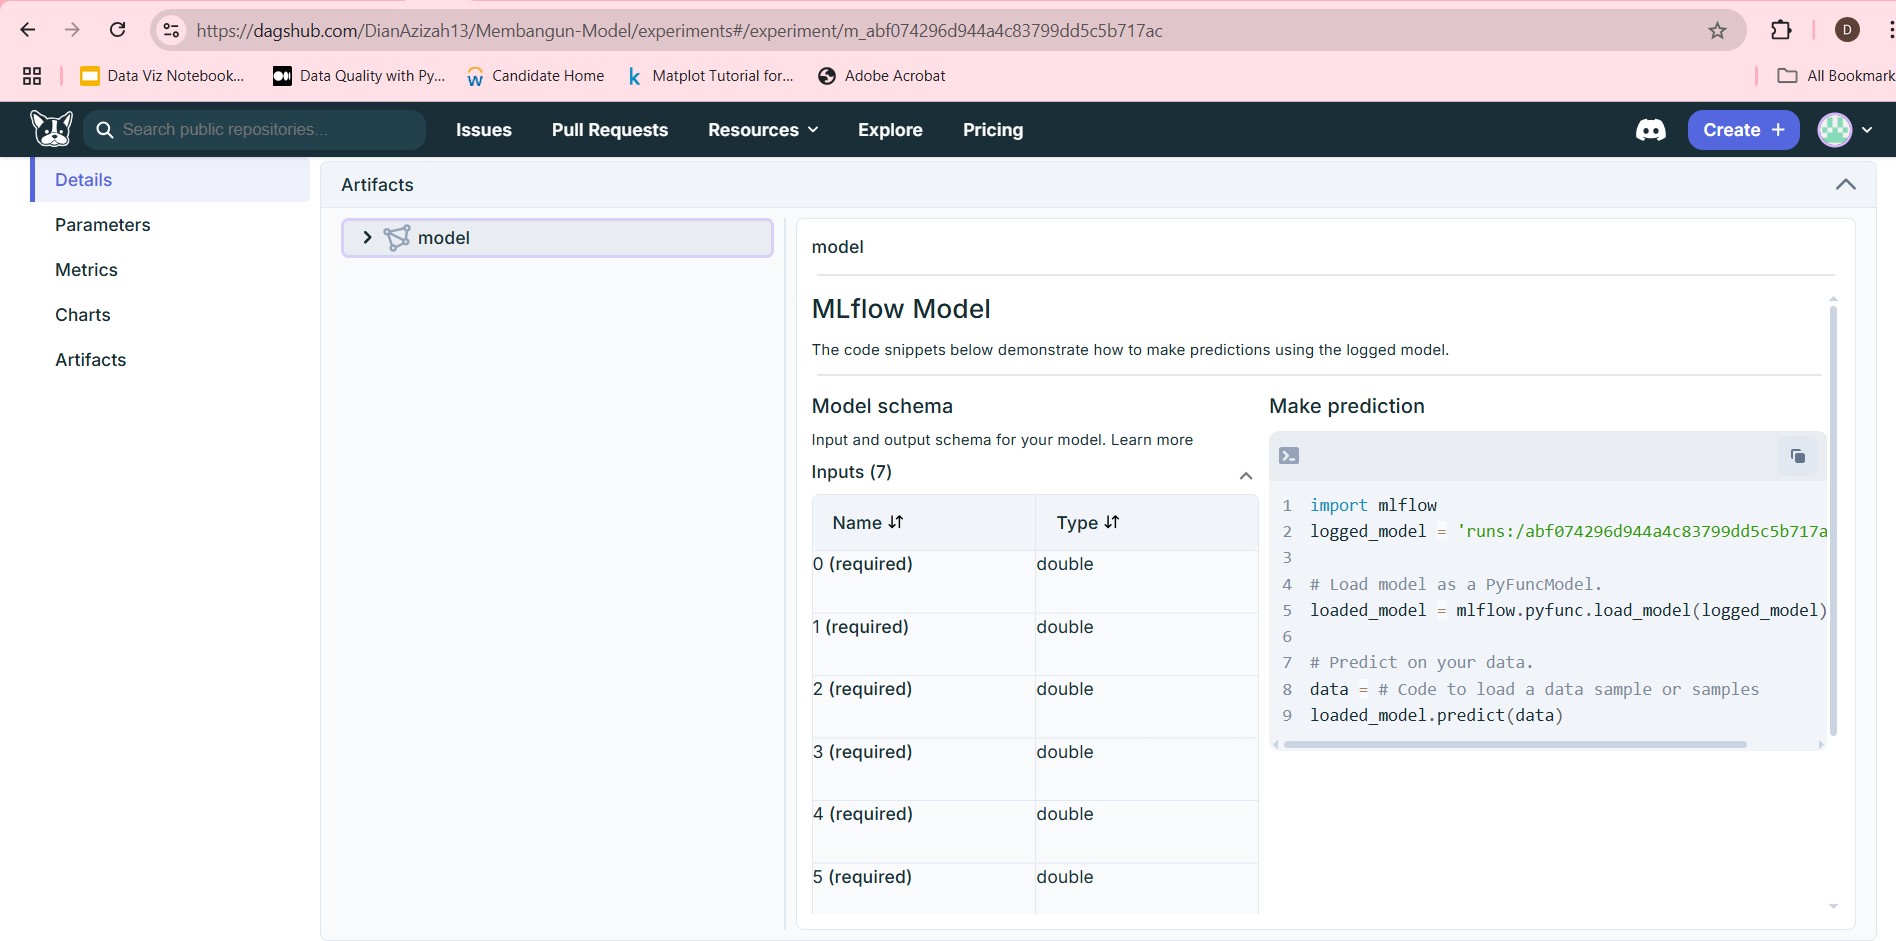 https://dagshub.com/DianAzizah13/Membangun-Model/experiments#/experiment/m_abf074296d944a4c83799dd5c5b717ac
D
Data Viz Notebook...
Data Quality with Py...
Candidate Home
Matplot Tutorial for...
Adobe Acrobat
All Bookmark
Search public repositories...
Issues
Pull Requests
Resources
Explore
Pricing
Create +
Details
Parameters
Metrics
Charts
Artifacts
Artifacts
model
model
MLflow Model
The code snippets below demonstrate how to make predictions using the logged model.
Model schema
Input and output schema for your model. Learn more
Inputs (7)
Name Type
0 (required) double
1 (required) double
2 (required) double
3 (required) double
4 (required) double
5 (required) double
Make prediction
1 import mlflow
2 logged_model = 'runs:/abf074296d944a4c83799dd5c5b717a
3
4 # Load model as a PyFuncModel.
5 loaded_model = mlflow.pyfunc.load_model(logged_model)
6
7 # Predict on your data.
8 data = # Code to load a data sample or samples
9 loaded_model.predict(data)